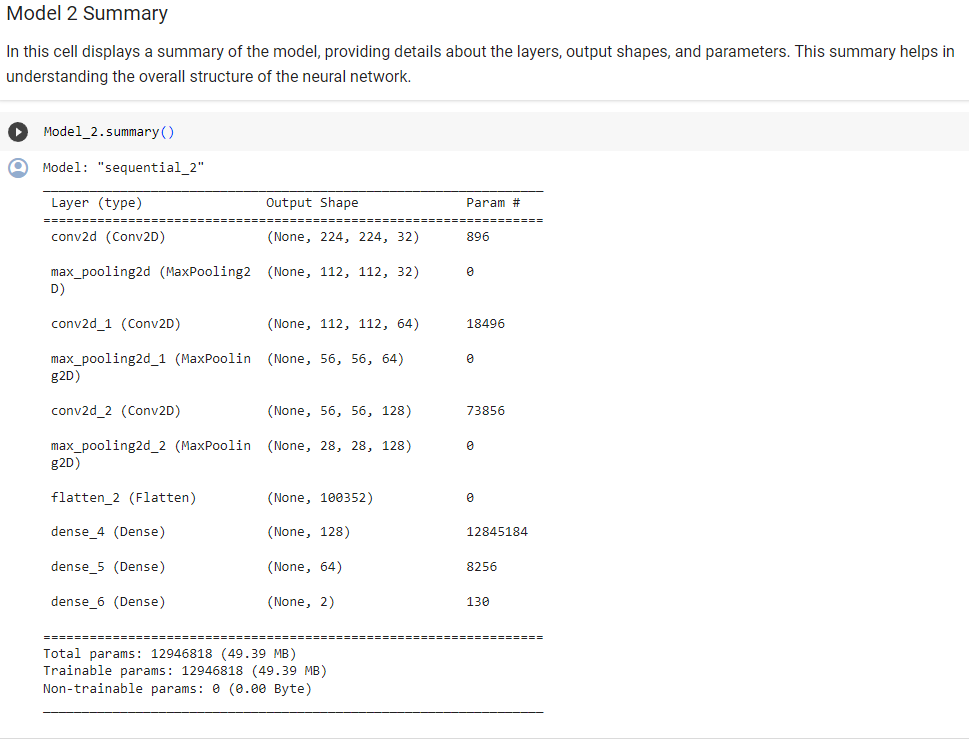 Model 2 Summary
In this cell displays a summary of the model, providing details about the layers, output shapes, and parameters. This summary helps in
understanding the overall structure of the neural network.
Model_2.summary()
Model: "sequential_2"
_________________________________________________________________
Layer (type) Output Shape Param #
=================================================================
conv2d (Conv2D) (None, 224, 224, 32) 896
max_pooling2d (MaxPooling2 (None, 112, 112, 32) 0
D)
conv2d_1 (Conv2D) (None, 112, 112, 64) 18496
max_pooling2d_1 (MaxPoolin (None, 56, 56, 64) 0
g2D)
conv2d_2 (Conv2D) (None, 56, 56, 128) 73856
max_pooling2d_2 (MaxPoolin (None, 28, 28, 128) 0
g2D)
flatten_2 (Flatten) (None, 100352) 0
dense_4 (Dense) (None, 128) 12845184
dense_5 (Dense) (None, 64) 8256
dense_6 (Dense) (None, 2) 130
=================================================================
Total params: 12946818 (49.39 MB)
Trainable params: 12946818 (49.39 MB)
Non-trainable params: 0 (0.00 Byte)
_________________________________________________________________